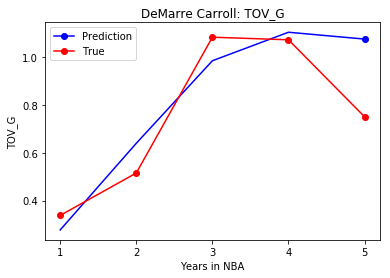 DeMarre Carroll: TOV_G
Prediction
True
1.0
0.8
0.6
0.4
TOV_G
1 2 3 4 5
Years in NBA